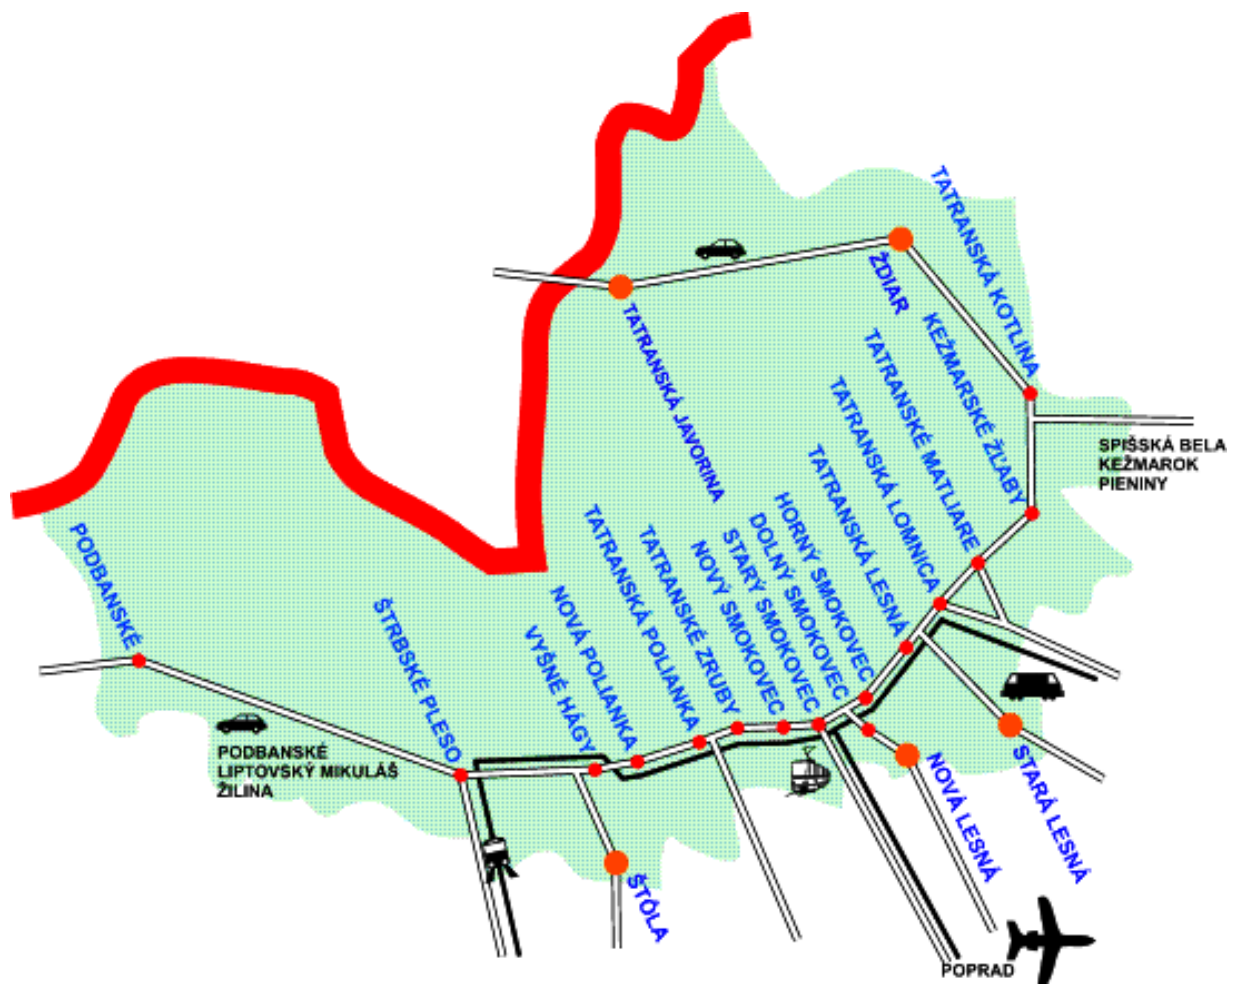 TATRANSKÁ KOTLINA
ŽDIAR
KEŽMARSKÉ ŽĽABY
TATRANSKÉ MATLIARE
TATRANSKÁ LOMNICA
TATRANSKÁ LESNÁ
HORNÝ SMOKOVEC
DOLNÝ SMOKOVEC
STARÝ SMOKOVEC
NOVÝ SMOKOVEC
TATRANSKÉ ZRUBY
TATRANSKÁ POLIANKA
NOVÁ POLIANKA
VYŠNÉ HÁGY
ŠTRBSKÉ PLESO
PODBANSKÉ
TATRANSKÁ JAVORINA
SPIŠSKÁ BELA
KEŽMAROK
PIENINY
PODBANSKÉ
LIPTOVSKÝ MIKULÁŠ
ŽILINA
ŠTÔLA
NOVÁ LESNÁ
STARÁ LESNÁ
POPRAD